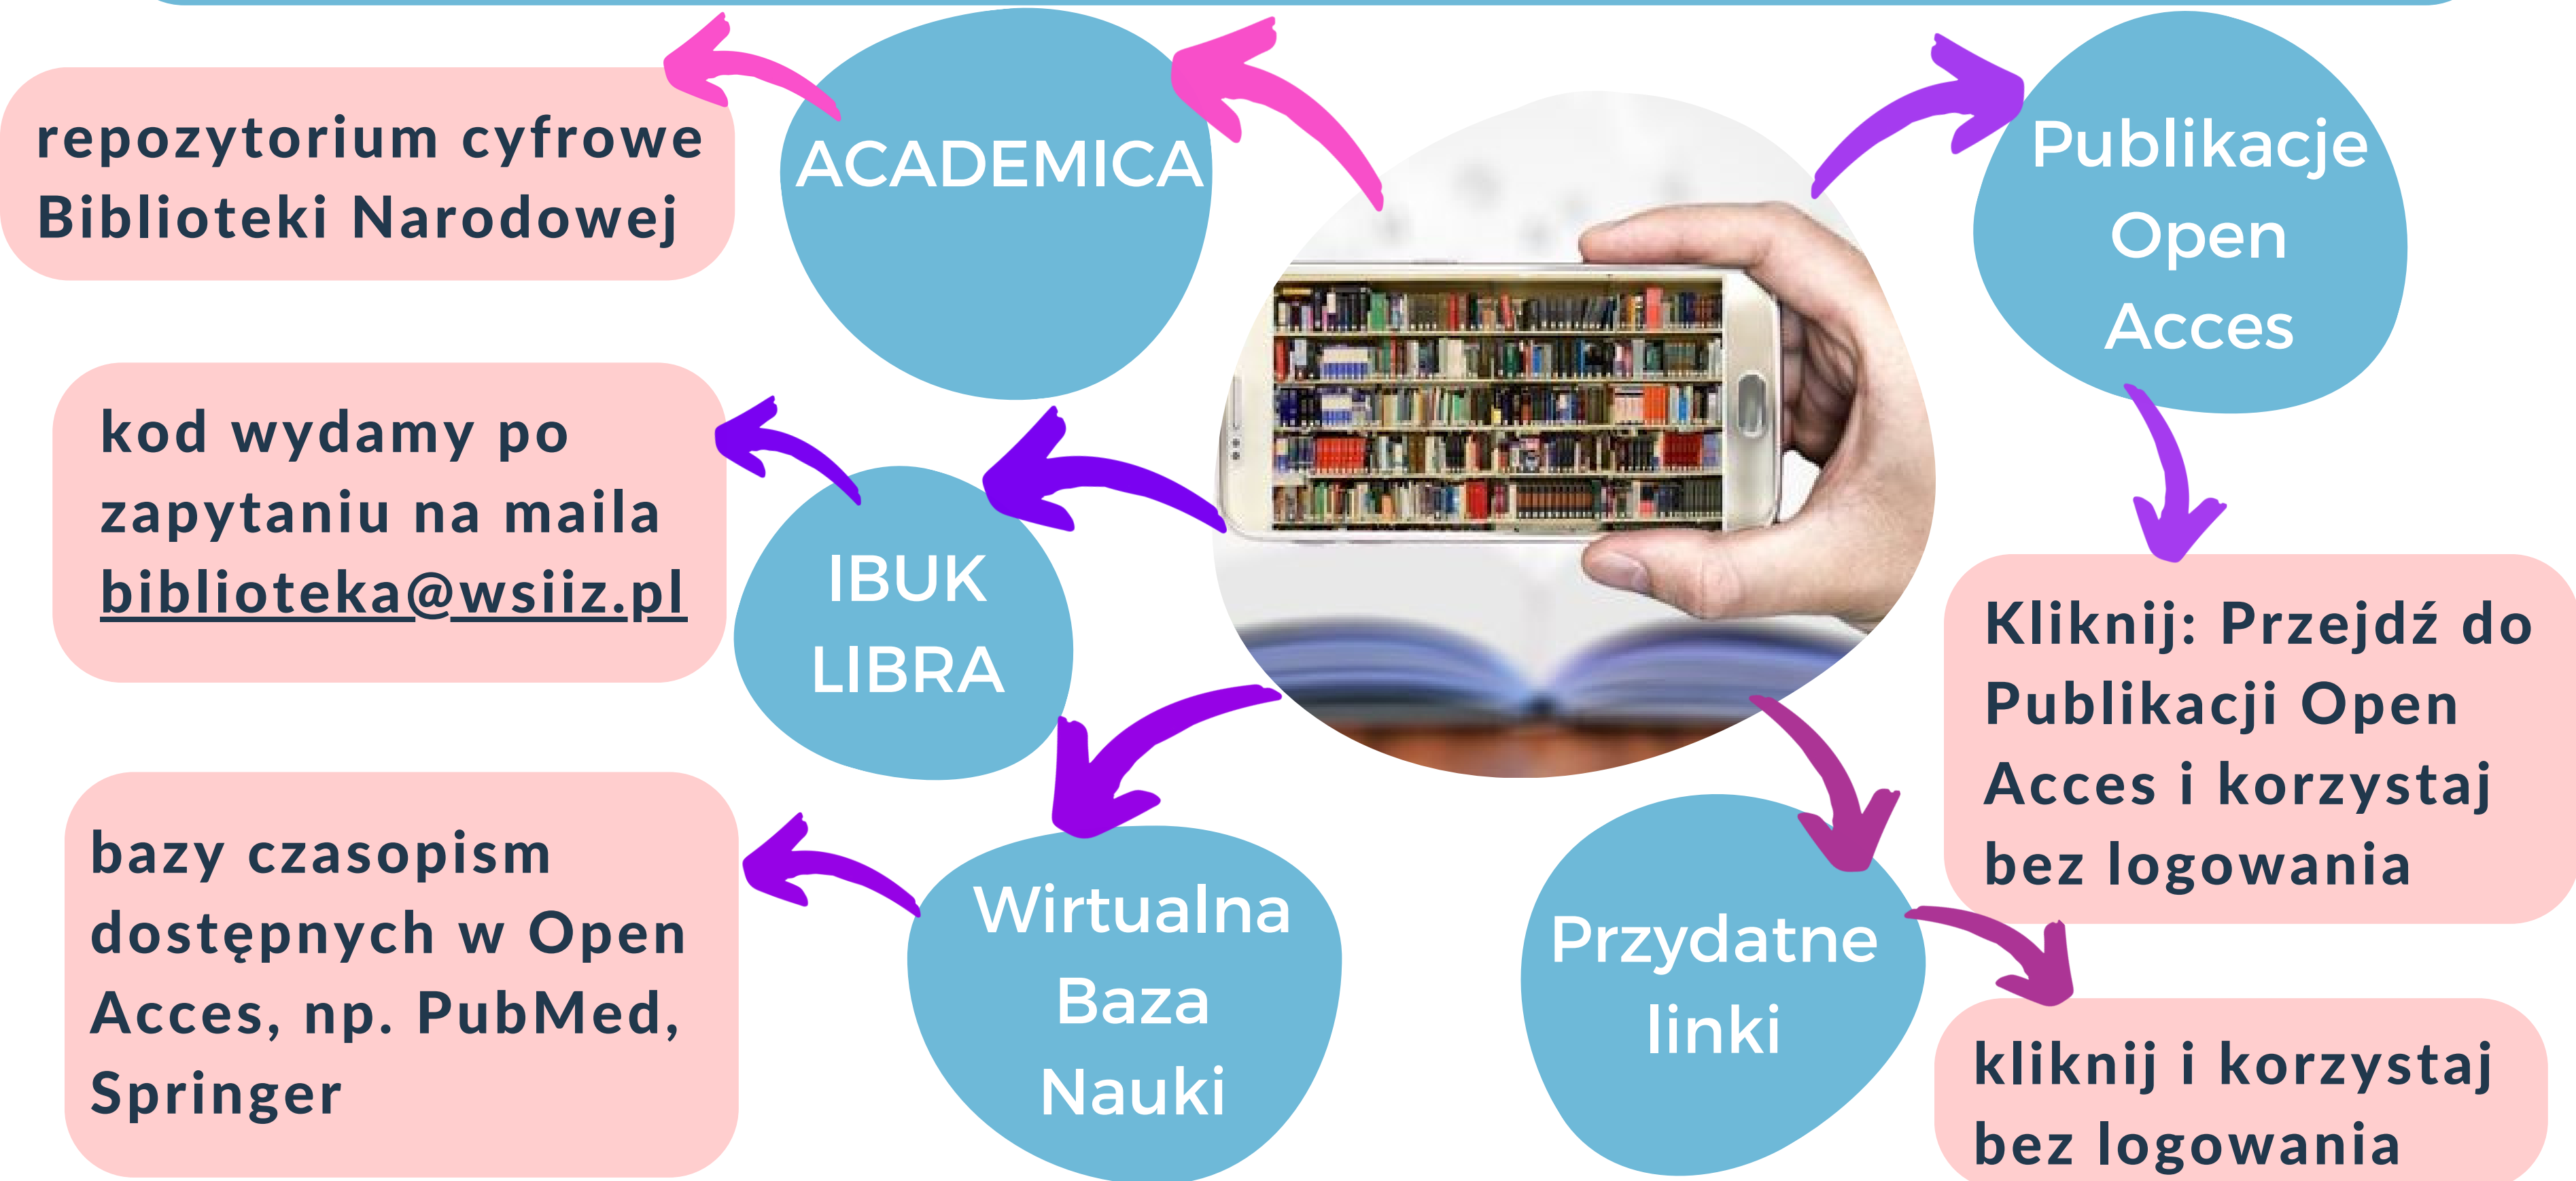 ACADEMICA
repozytorium cyfrowe
Biblioteki Narodowej
IBUK
LIBRA
kod wydamy po
zapytaniu na maila
biblioteka@wsiiz.pl
Wirtualna
Baza
Nauki
bazy czasopism
dostępnych w Open
Acces, np. PubMed,
Springer
Publikacje
Open
Acces
Kliknij: Przejdź do
Publikacji Open
Acces i korzystaj
bez logowania
Przydatne
linki
kliknij i korzystaj
bez logowania